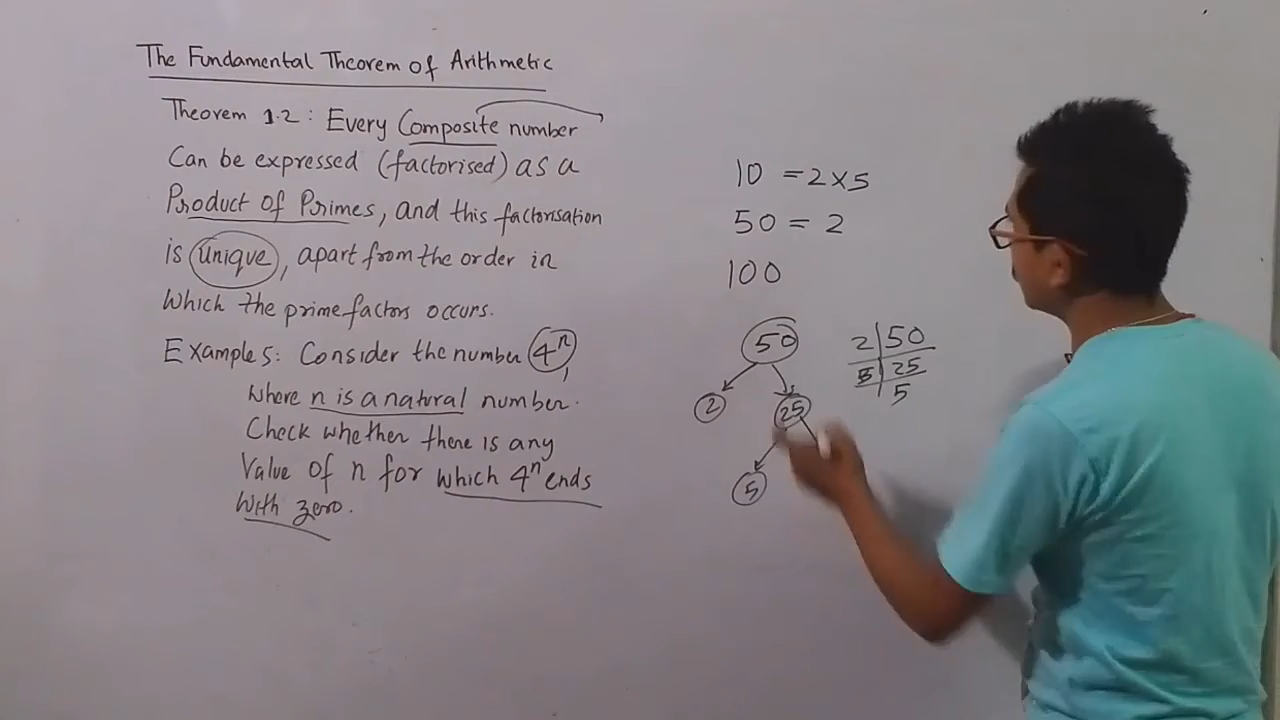 The Fundamental Theorem of Arithmetic
Theorem 1.2: Every Composite number
Can be expressed (factorised) as a
Product of Primes, and this factorisation
is unique, apart from the order in
Which the prime factors occurs.
Example 5: Consider the number 4ⁿ,
Where n is a natural number.
Check whether there is any
Value of n for which 4ⁿ ends
With zero.
10 = 2×5
50 = 2
100
50
2 25
5
2|50
5|25
5